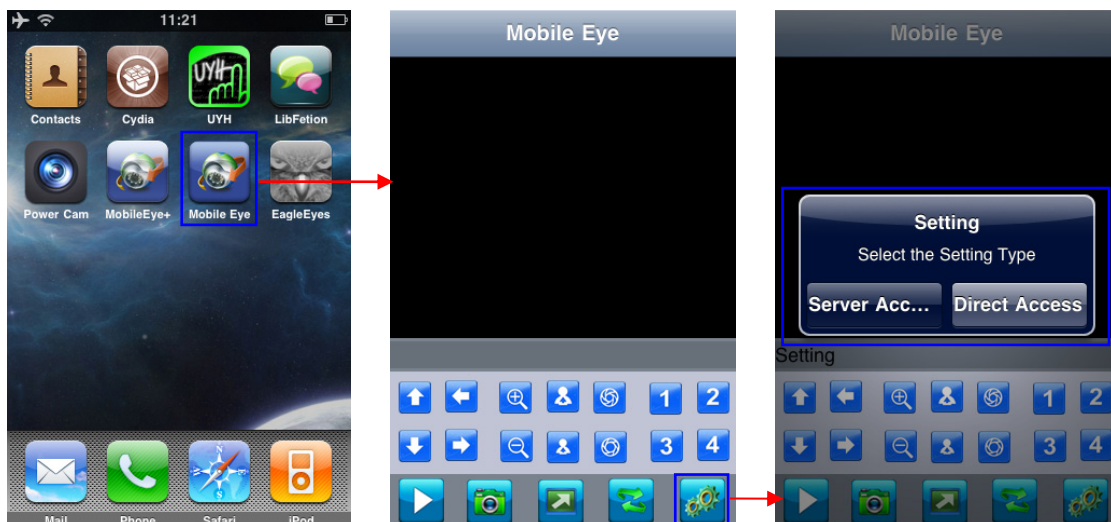 11:21
Contacts Cydia UYH LibFetion
Power Cam MobileEye+ Mobile Eye EagleEyes
Mail Phone Safari iPod
Mobile Eye
1 2
3 4
Mobile Eye
Setting
Select the Setting Type
Server Acc... Direct Access
Setting
1 2
3 4